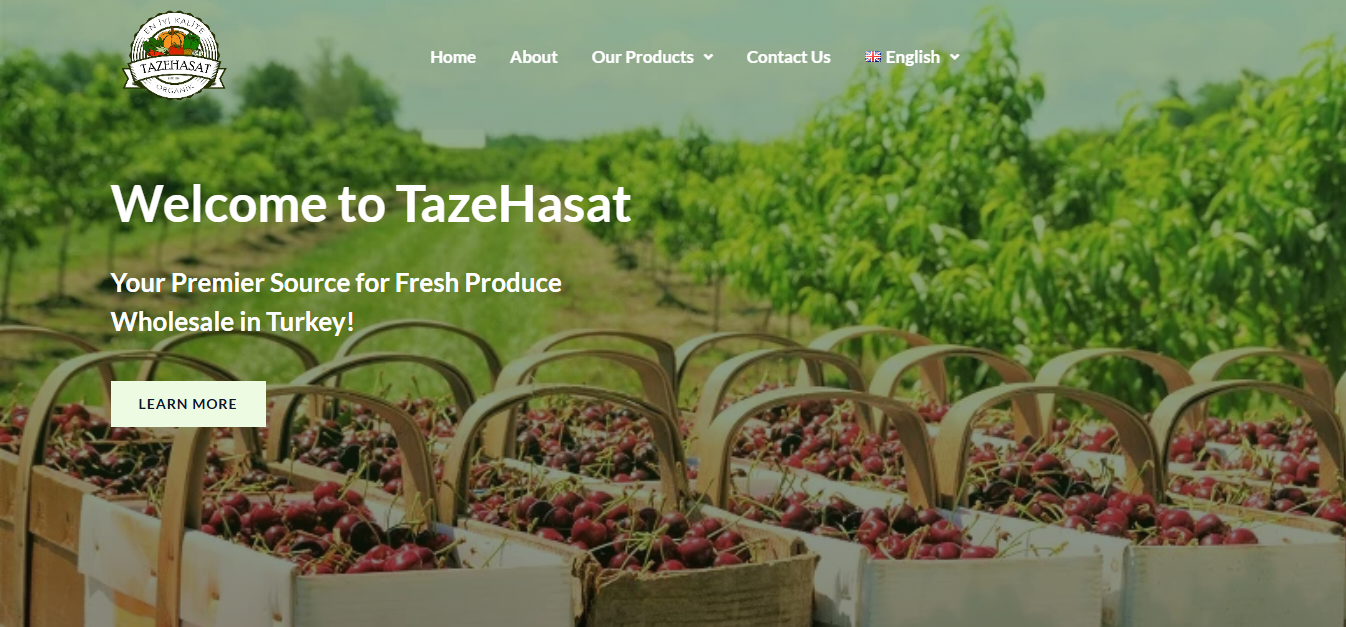 EN İYİ KALİTE
TAZEHASAT
ORGANİK
Home
About
Our Products
Contact Us
English
Welcome to TazeHasat
Your Premier Source for Fresh Produce
Wholesale in Turkey!
LEARN MORE